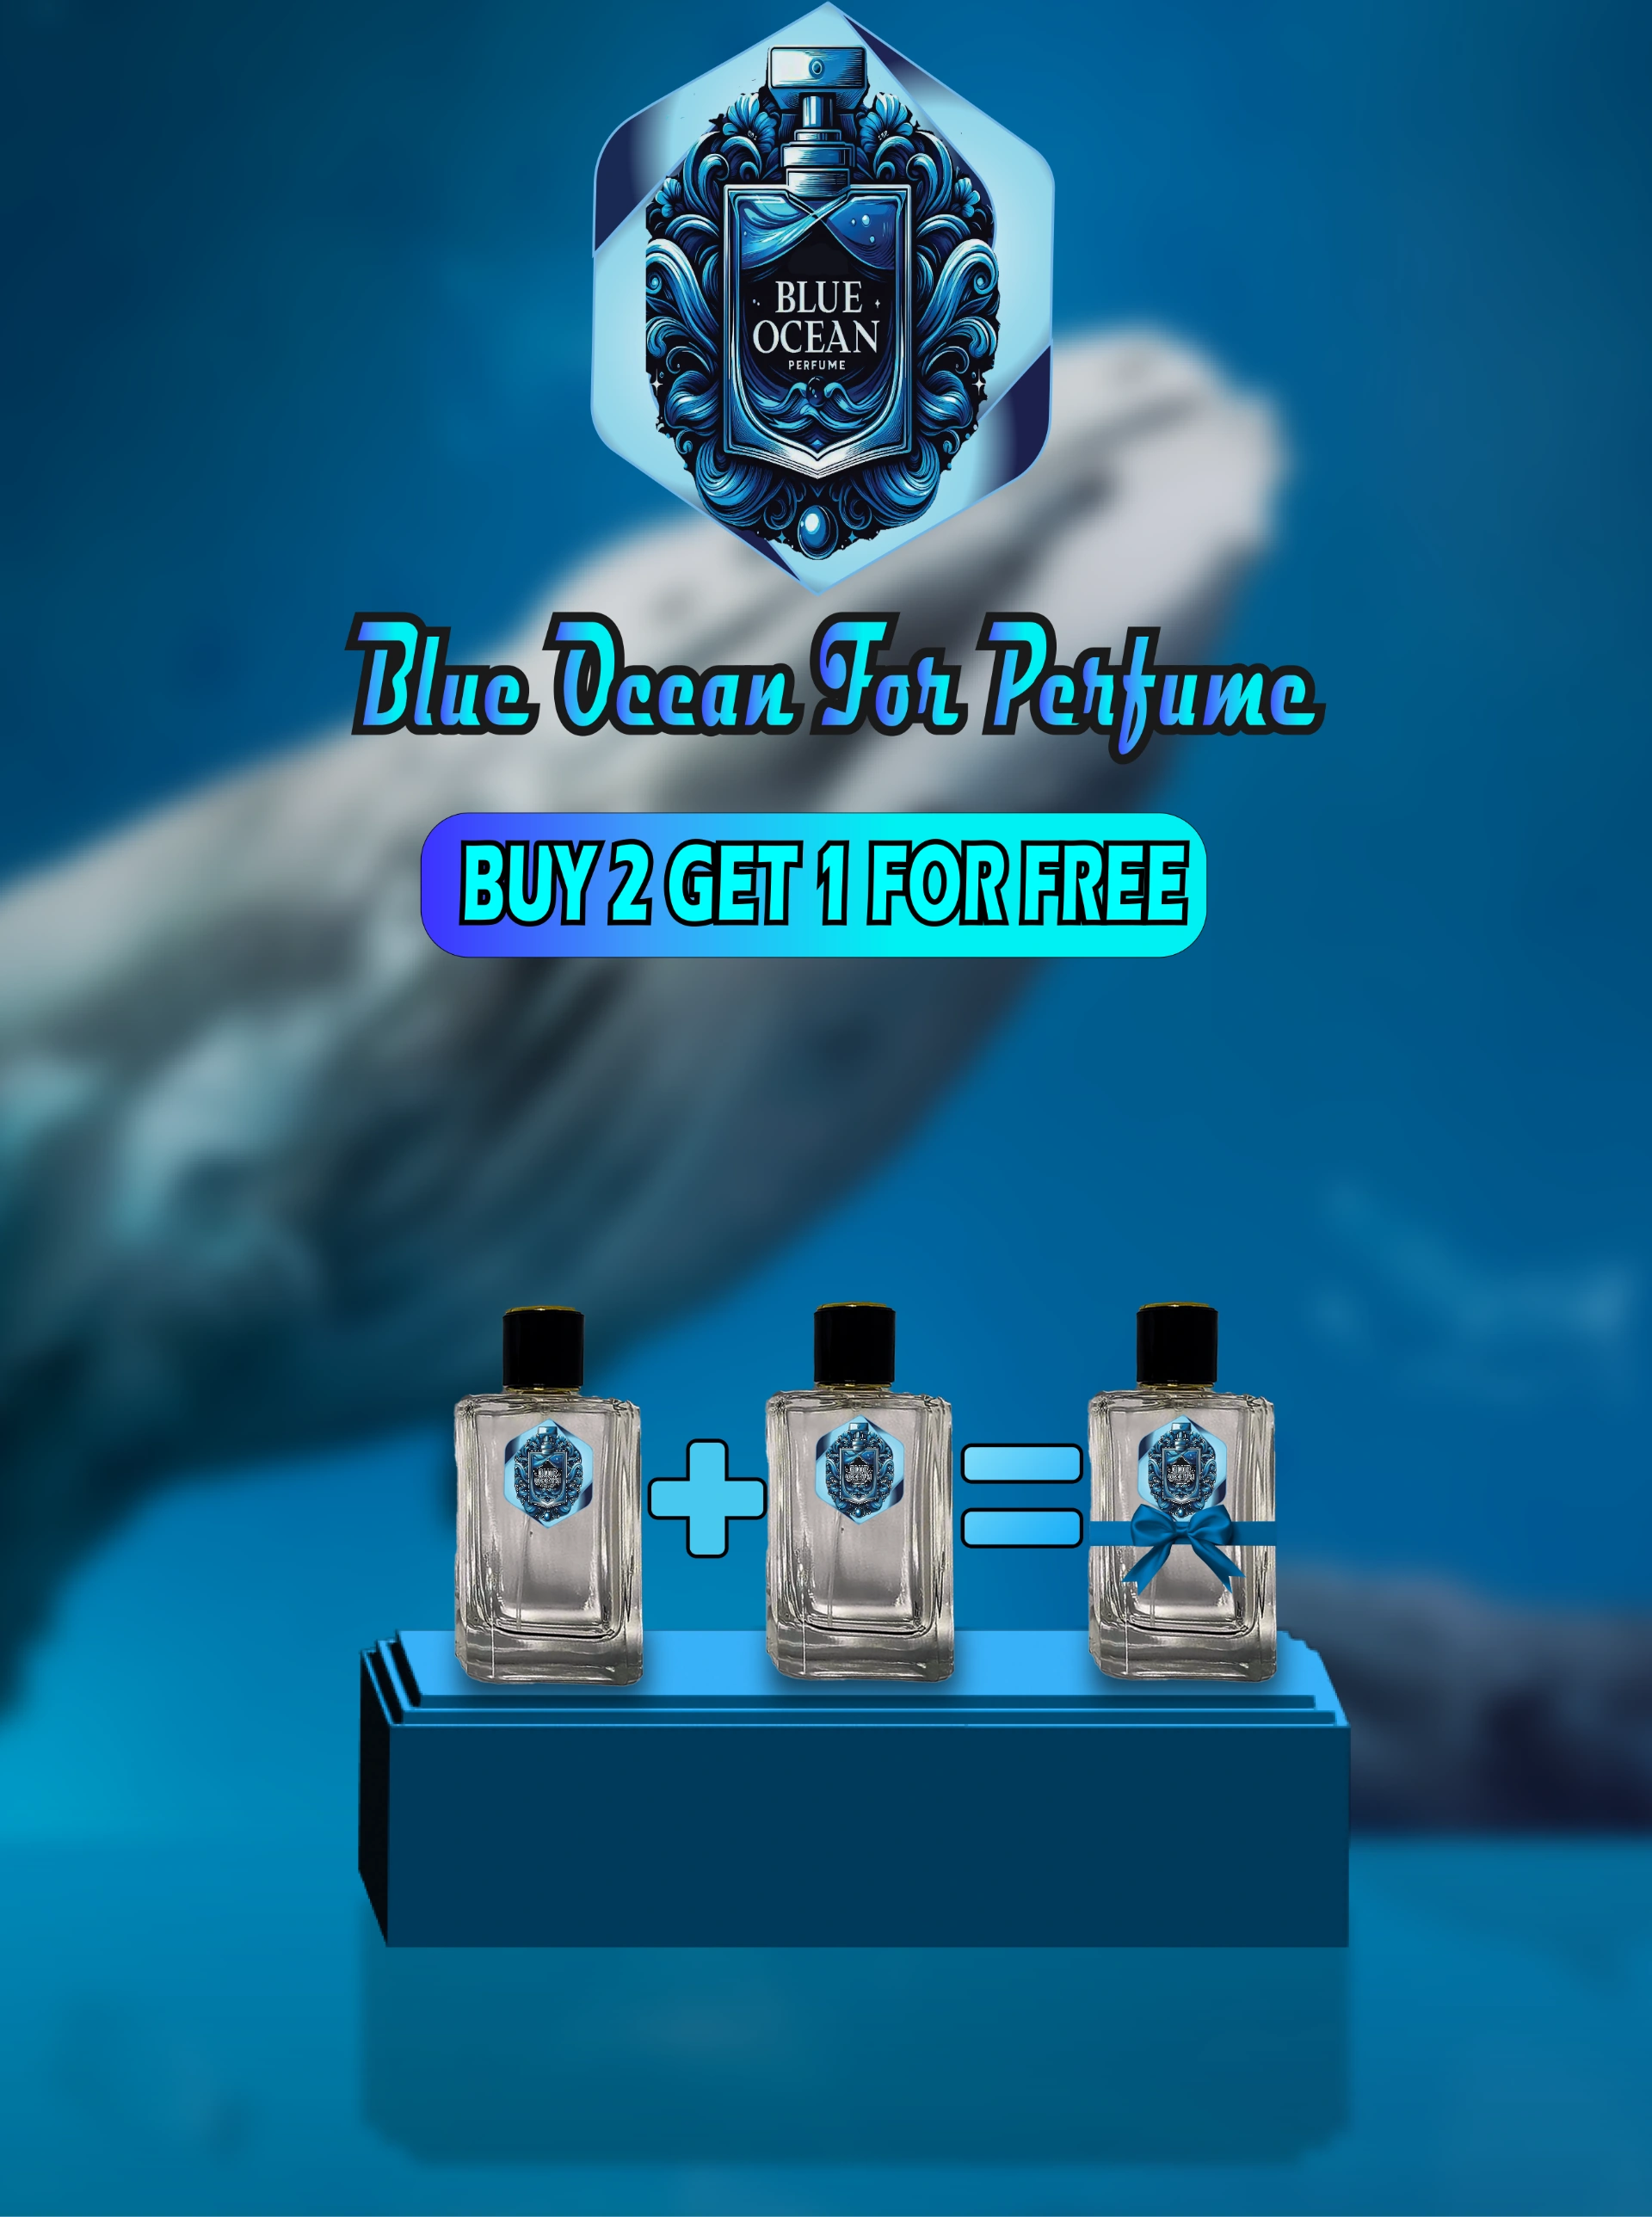 BLUE
OCEAN
PERFUME
Blue Ocean For Perfume
BUY 2 GET 1 FOR FREE